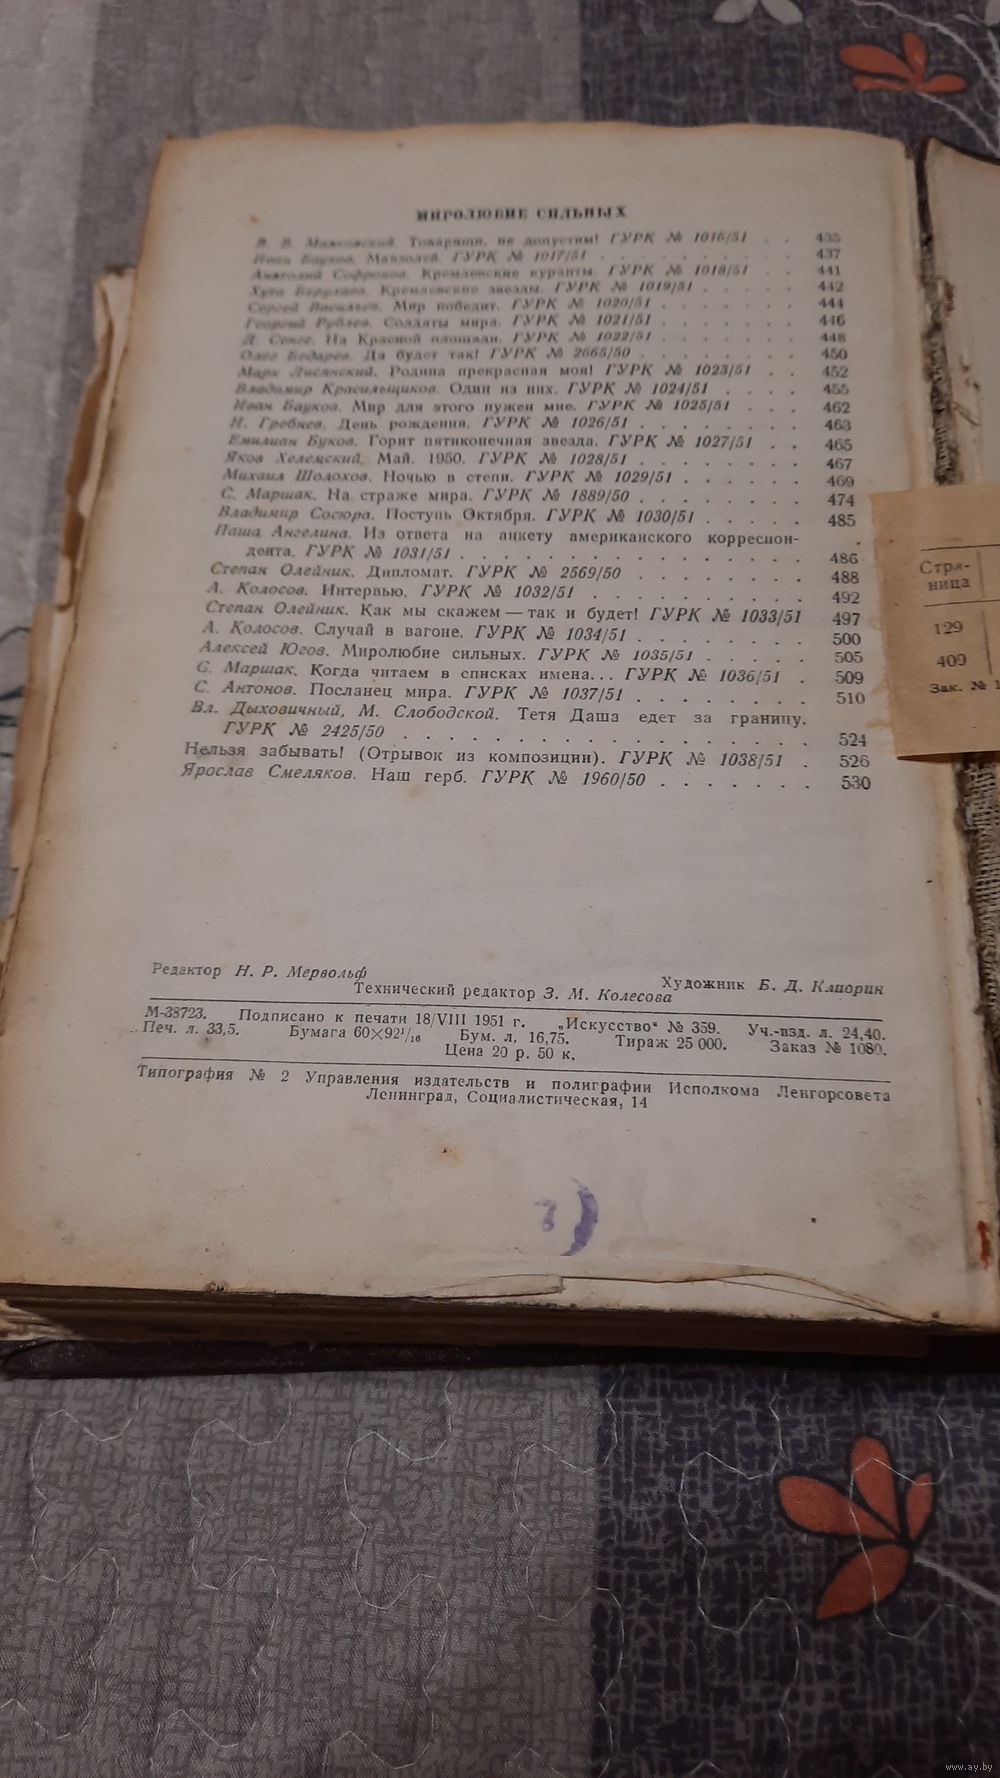 МИРОЛЮБИЕ СИЛЬНЫХ
В. В. Маяковский. Товарищи, не допустим! ГУРК № 1016/51 . . 435
Иван Бауков. Мавзолей. ГУРК № 1017/51 . . . . . . . . . 437
Анатолий Софронов. Кремлевские куранты. ГУРК № 1018/51 . . 441
Хута Берулава. Кремлевские звезды. ГУРК № 1019/51 . . . . . 442
Сергей Васильев. Мир победит. ГУРК № 1020/51 . . . . . . . 444
Георгий Рублев. Солдаты мира. ГУРК № 1021/51 . . . . . . . 446
На Красной площади. ГУРК № 1022/51 . . . . . . . 448
Олег Бедарев. Да будет так! ГУРК № 2665/50 . . . . . . . . 450
Марк Лисянский. Родина прекрасная моя! ГУРК № 1023/51 . . 452
Владимир Красильщиков. Один из них. ГУРК № 1024/51 . . . . 455
Иван Бауков. Мир для этого нужен мне. ГУРК № 1025/51 . . . 462
Н. Гребнев. День рождения. ГУРК № 1026/51 . . . . . . . . 463
Емилиан Буков. Горит пятиконечная звезда. ГУРК № 1027/51 . . 465
Яков Хелемский. Май. 1950. ГУРК № 1028/51 . . . . . . . . 467
Михаил Шолохов. Ночью в степи. ГУРК № 1029/51 . . . . . . 469
С. Маршак. На страже мира. ГУРК № 1889/50 . . . . . . . . 474
Владимир Сосюра. Поступь Октября. ГУРК № 1030/51 . . . . . 485
Паша Ангелина. Из ответа на анкету американского корреспон-
дента. ГУРК № 1031/51 . . . . . . . . . . . . . . . 486
Степан Олейник. Дипломат. ГУРК № 2569/50 . . . . . . . . 488
А. Колосов. Интервью. ГУРК № 1032/51 . . . . . . . . . . 492
Степан Олейник. Как мы скажем — так и будет! ГУРК № 1033/51 497
А. Колосов. Случай в вагоне. ГУРК № 1034/51 . . . . . . . . 500
Алексей Югов. Миролюбие сильных. ГУРК № 1035/51 . . . . . 505
С. Маршак. Когда читаем в списках имена... ГУРК № 1036/51 . 509
С. Антонов. Посланец мира. ГУРК № 1037/51 . . . . . . . . 510
Вл. Дыховичный, М. Слободской. Тетя Даша едет за границу.
ГУРК № 2425/50 . . . . . . . . . . . . . . . . . . 524
Нельзя забывать! (Отрывок из композиции). ГУРК № 1038/51 . 526
Ярослав Смеляков. Наш герб. ГУРК № 1960/50 . . . . . . . 530
Редактор Н. Р. Мервольф
Художник Б. Д. Клюрин
Технический редактор З. М. Колесова
М-38723. Подписано к печати 18/VIII 1951 г. „Искусство“ № 359. Уч.-изд. л. 24,40.
Печ. л. 33,5. Бумага 60×92 1/16 Бум. л. 16,75. Тираж 25 000. Заказ № 1080.
Цена 20 р. 50 к.
Типография № 2 Управления издательств и полиграфии Исполкома Ленгорсовета
Ленинград, Социалистическая, 14
Стра-
ница
129
409
Зак. № 1
www.ay.by